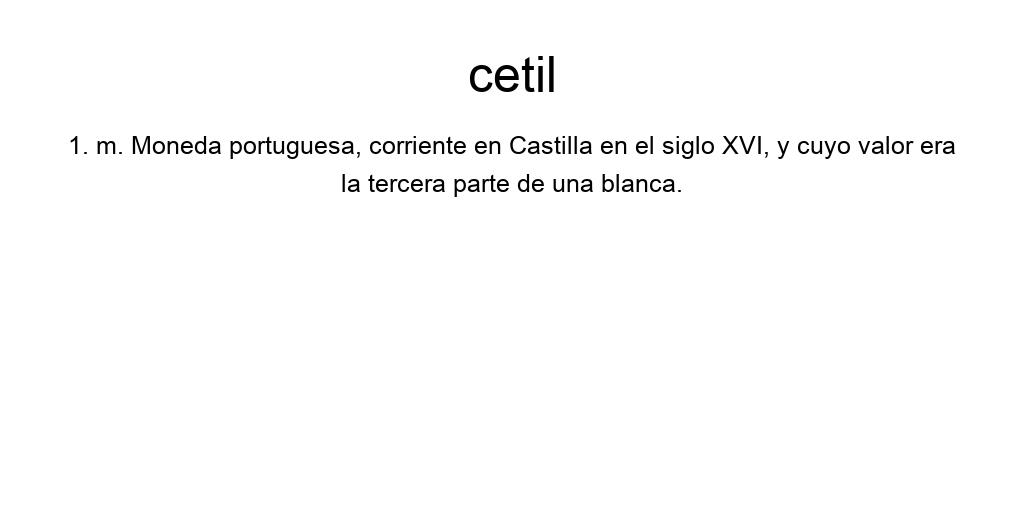 cetil
1. m. Moneda portuguesa, corriente en Castilla en el siglo XVI, y cuyo valor era
la tercera parte de una blanca.